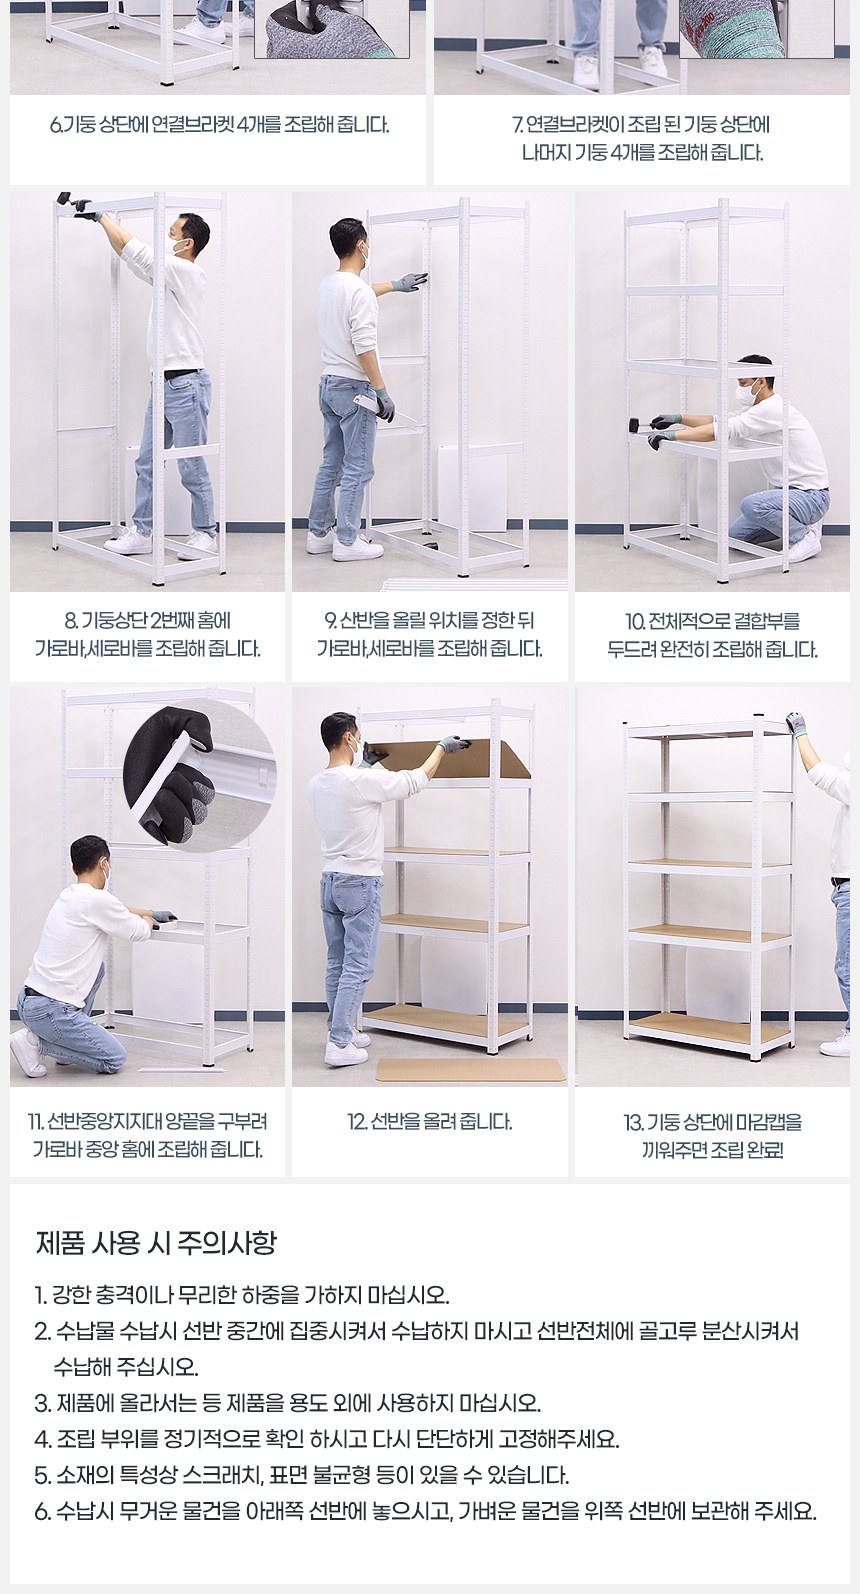 6.기둥 상단에 연결브라켓 4개를 조립해 줍니다.
7. 연결브라켓이 조립 된 기둥 상단에
나머지 기둥 4개를 조립해 줍니다.
8. 기둥상단 2번째 홈에
가로바,세로바를 조립해 줍니다.
9. 산반을 올릴 위치를 정한 뒤
가로바,세로바를 조립해 줍니다.
10. 전체적으로 결합부를
두드려 완전히 조립해 줍니다.
11. 선반중앙지지대 양끝을 구부려
가로바 중앙 홈에 조립해 줍니다.
12. 선반을 올려 줍니다.
13. 기둥 상단에 마감캡을
끼워주면 조립 완료!
제품 사용 시 주의사항
1. 강한 충격이나 무리한 하중을 가하지 마십시오.
2. 수납물 수납시 선반 중간에 집중시켜서 수납하지 마시고 선반전체에 골고루 분산시켜서
수납해 주십시오.
3. 제품에 올라서는 등 제품을 용도 외에 사용하지 마십시오.
4. 조립 부위를 정기적으로 확인 하시고 다시 단단하게 고정해주세요.
5. 소재의 특성상 스크래치, 표면 불균형 등이 있을 수 있습니다.
6. 수납시 무거운 물건을 아래쪽 선반에 놓으시고, 가벼운 물건을 위쪽 선반에 보관해 주세요.